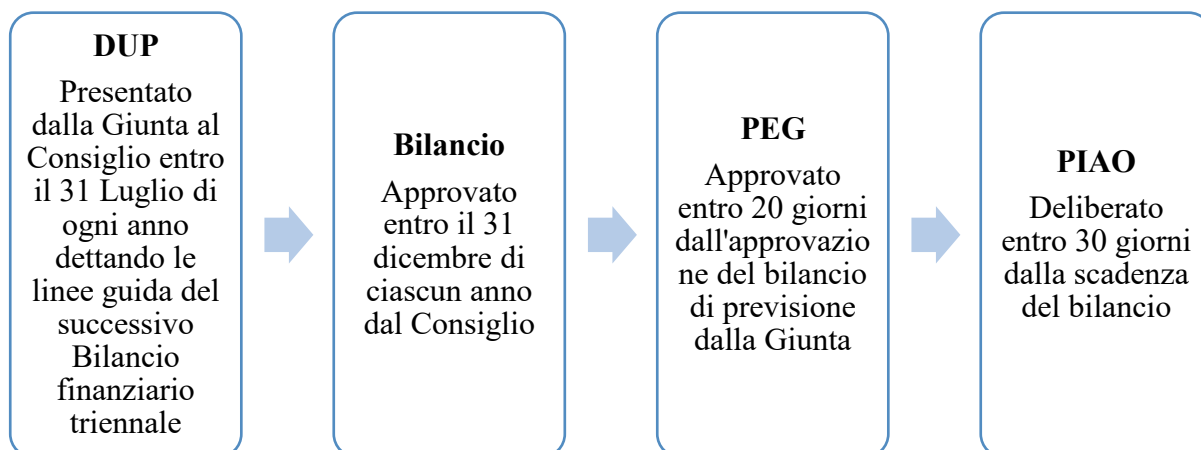 DUP
Presentato
dalla Giunta al
Consiglio entro
il 31 Luglio di
ogni anno
dettando le
linee guida del
successivo
Bilancio
finanziario
triennale
Bilancio
Approvato
entro il 31
dicembre di
ciascun anno
dal Consiglio
PEG
Approvato
entro 20 giorni
dall'approvazio
ne del bilancio
di previsione
dalla Giunta
PIAO
Deliberato
entro 30 giorni
dalla scadenza
del bilancio